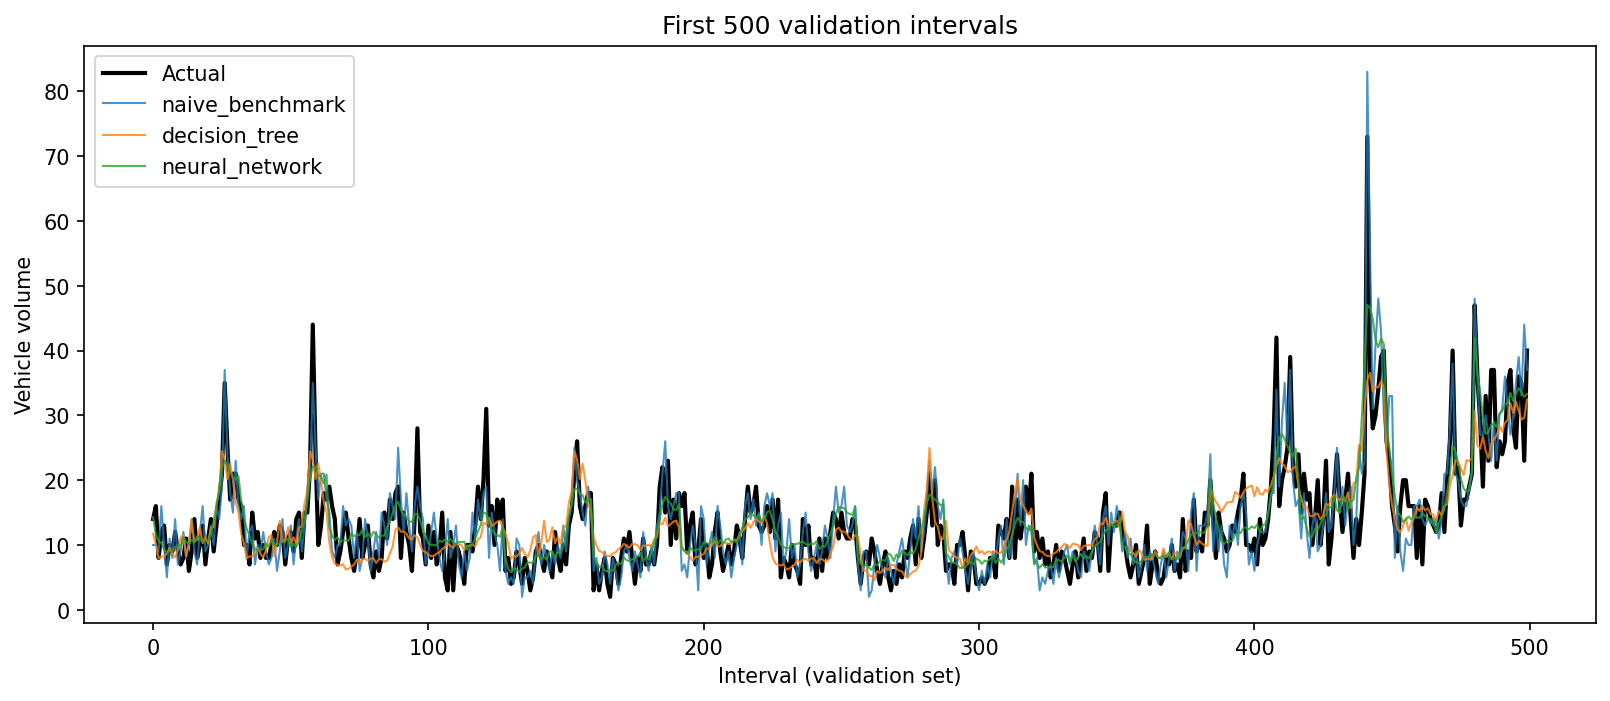 First 500 validation intervals
Actual
naive_benchmark
decision_tree
neural_network
Vehicle volume
80
70
60
50
40
30
20
10
0
0 100 200 300 400 500
Interval (validation set)